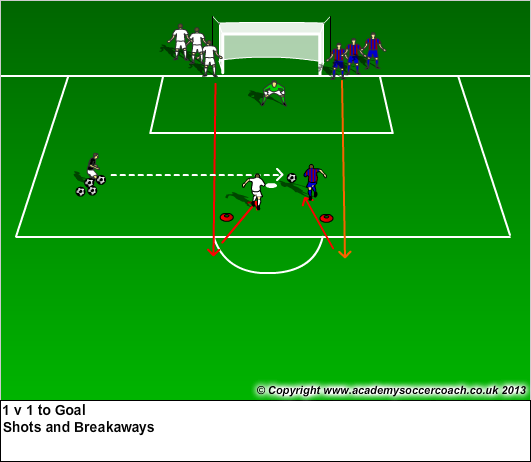 © Copyright www.academysoccercoach.co.uk 2013
1 v 1 to Goal
Shots and Breakaways